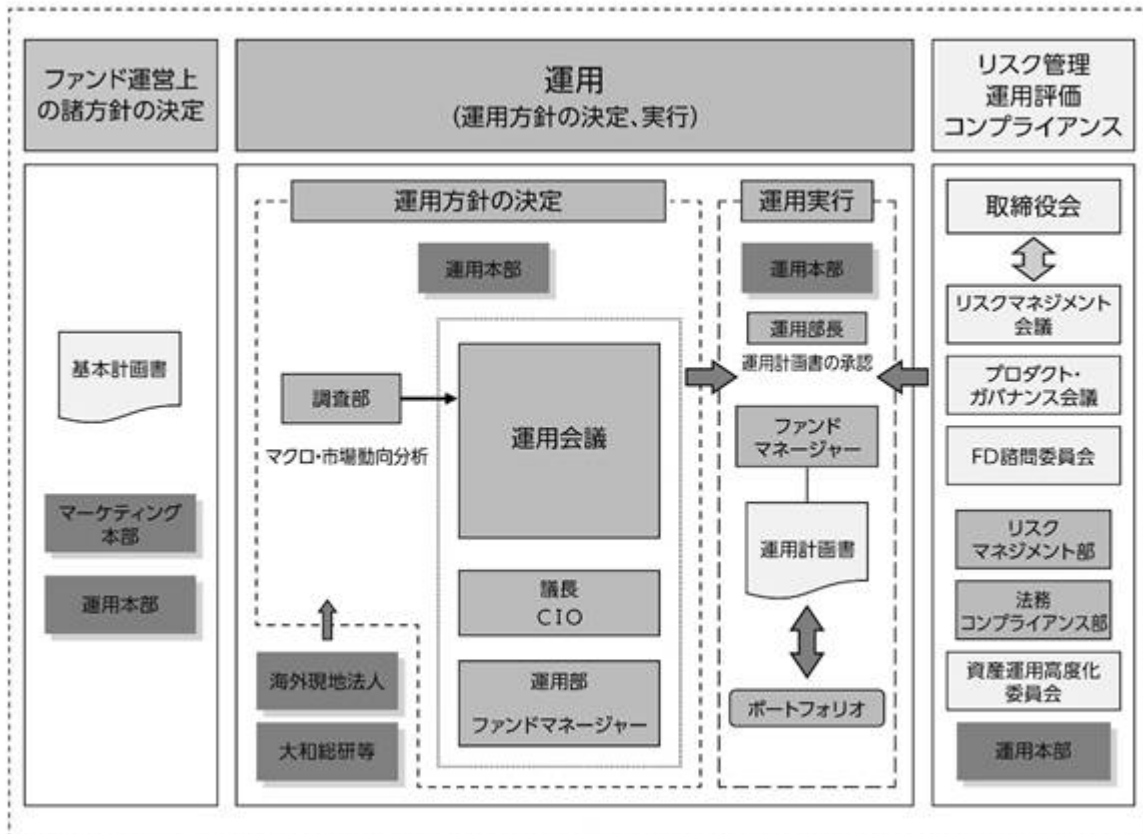 ファンド運営上
の諸方針の決定
運用
(運用方針の決定、実行)
リスク管理
運用評価
コンプライアンス
基本計画書
マーケティング
本部
運用本部
運用方針の決定
運用本部
調査部
マクロ・市場動向分析
運用会議
議長
CIO
運用部
ファンドマネージャー
海外現地法人
大和総研等
運用実行
運用本部
運用部長
運用計画書の承認
ファンド
マネージャー
運用計画書
ポートフォリオ
取締役会
リスクマネジメント
会議
プロダクト・
ガバナンス会議
FD諮問委員会
リスク
マネジメント部
法務
コンプライアンス部
資産運用高度化
委員会
運用本部